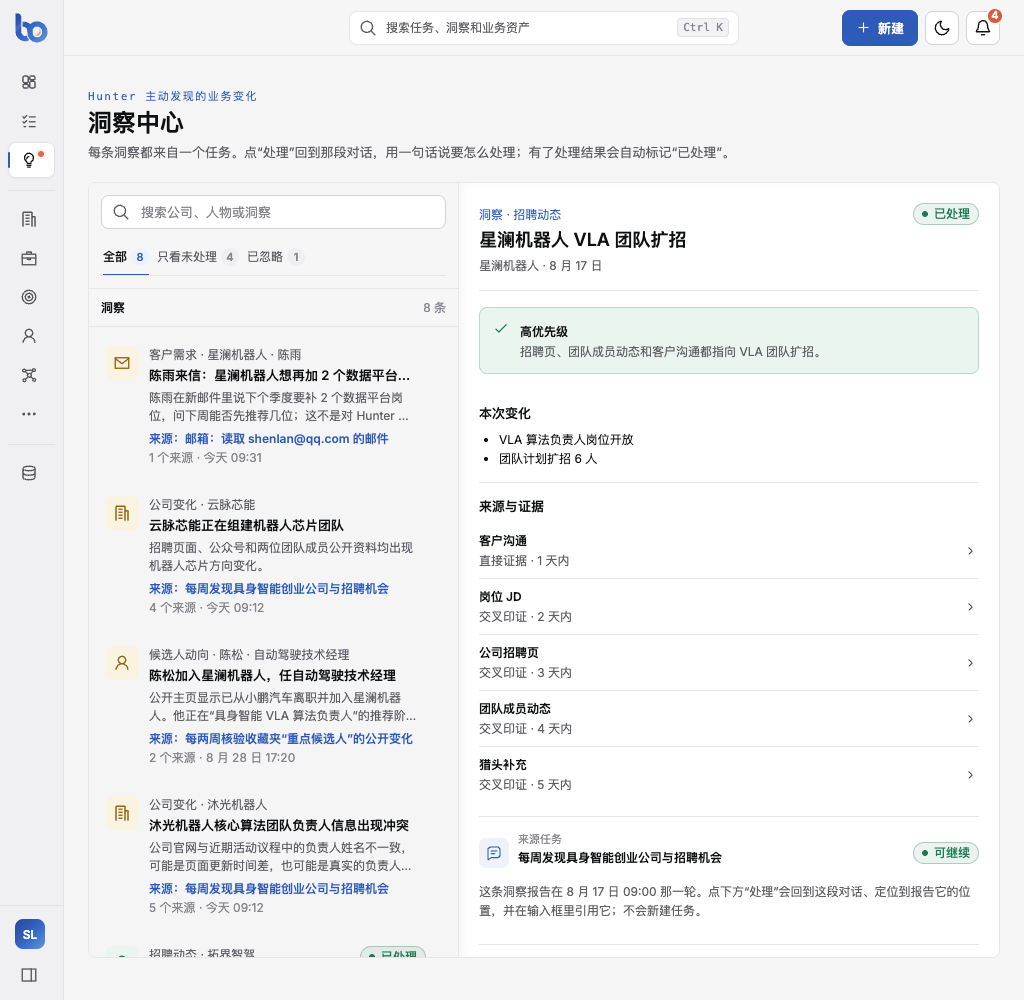 搜索任务、洞察和业务资产
Ctrl K
新建
4
Hunter 主动发现的业务变化
洞察中心
每条洞察都来自一个任务。点“处理”回到那段对话，用一句话说要怎么处理；有了处理结果会自动标记“已处理”。
搜索公司、人物或洞察
全部 8 只看未处理 4 已忽略 1
洞察
8 条
客户需求 · 星澜机器人 · 陈雨
陈雨来信：星澜机器人想再加 2 个数据平台...
陈雨在新邮件里说下个季度要补 2 个数据平台岗
位，问下周能否先推荐几位；这不是对 Hunter ...
来源：邮箱：读取 shenlan@qq.com 的邮件
1 个来源 · 今天 09:31
公司变化 · 云脉芯能
云脉芯能正在组建机器人芯片团队
招聘页面、公众号和两位团队成员公开资料均出现
机器人芯片方向变化。
来源：每周发现具身智能创业公司与招聘机会
4 个来源 · 今天 09:12
候选人动向 · 陈松 · 自动驾驶技术经理
陈松加入星澜机器人，任自动驾驶技术经理
公开主页显示已从小鹏汽车离职并加入星澜机器
人。他正在“具身智能 VLA 算法负责人”的推荐阶...
来源：每两周核验收藏夹“重点候选人”的公开变化
2 个来源 · 8 月 28 日 17:20
公司变化 · 沐光机器人
沐光机器人核心算法团队负责人信息出现冲突
公司官网与近期活动议程中的负责人姓名不一致，
可能是页面更新时间差，也可能是真实的负责人...
来源：每周发现具身智能创业公司与招聘机会
5 个来源 · 今天 09:12
招聘动态 · 拓界智驾
已处理
洞察 · 招聘动态
已处理
星澜机器人 VLA 团队扩招
星澜机器人 · 8 月 17 日
高优先级
招聘页、团队成员动态和客户沟通都指向 VLA 团队扩招。
本次变化
• VLA 算法负责人岗位开放
• 团队计划扩招 6 人
来源与证据
客户沟通
直接证据 · 1 天内
岗位 JD
交叉印证 · 2 天内
公司招聘页
交叉印证 · 3 天内
团队成员动态
交叉印证 · 4 天内
猎头补充
交叉印证 · 5 天内
来源任务
每周发现具身智能创业公司与招聘机会
可继续
这条洞察报告在 8 月 17 日 09:00 那一轮。点下方“处理”会回到这段对话、定位到报告它的位
置，并在输入框里引用它；不会新建任务。
SL